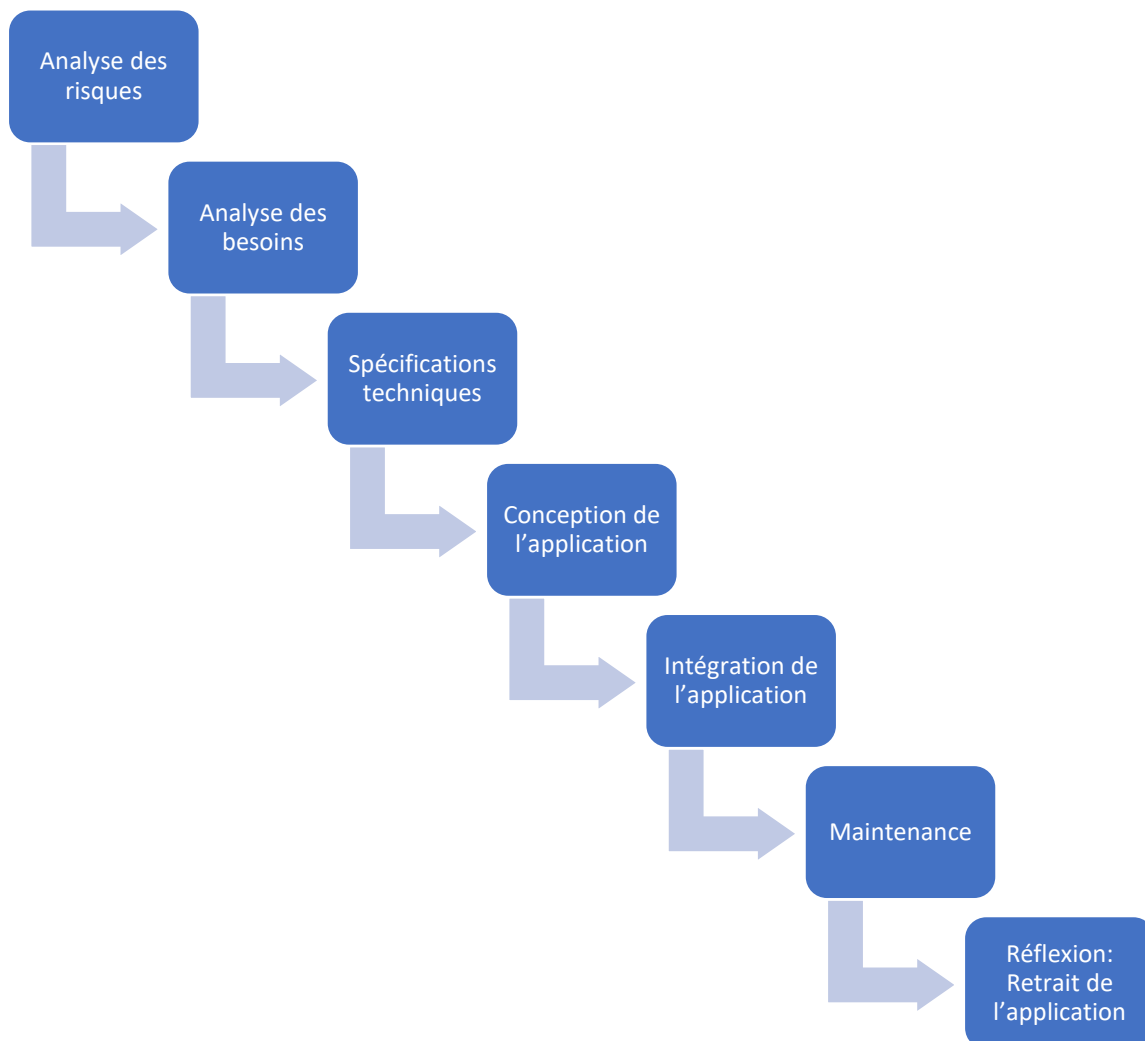 Analyse des
risques
Analyse des
besoins
Spécifications
techniques
Conception de
l’application
Intégration de
l’application
Maintenance
Réflexion:
Retrait de
l’application